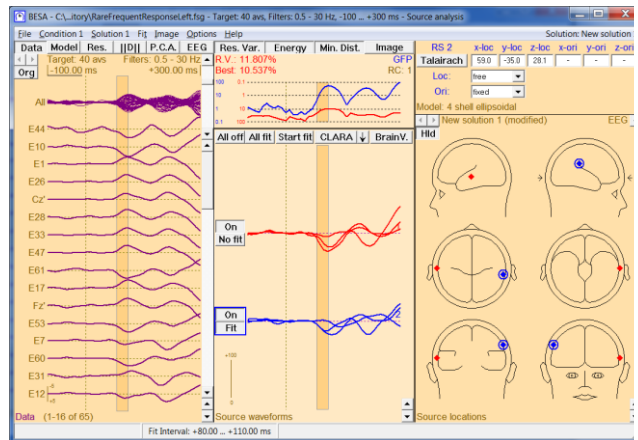 BESA - C:\...itory\RareFrequentResponseLeft.fsg - Target: 40 avs, Filters: 0.5 - 30 Hz, -100 ... +300 ms - Source analysis
File Condition 1 Solution 1 Fit Image Options Help
Solution: New solution 1
Data Model Res. ||D|| P.C.A. EEG
Res. Var. Energy Min. Dist. Image
RS 2 x-loc y-loc z-loc x-ori y-ori z-ori
Target: 40 avs Filters: 0.5 - 30 Hz
Org -100.00 ms +300.00 ms
R.V.: 11.807% GFP
Best: 10.537% RC: 1
Talairach 59.0 -35.0 28.1 - - -
Loc: free
Ori: fixed
Model: 4 shell ellipsoidal
All
E44
E10
E1
E26
Cz'
E28
E33
E47
E61
E17
Fz'
E53
E7
E60
E31
E12
Data (1-16 of 65)
All off All fit Start fit CLARA ↓ BrainV.
On
No fit
On
Fit
2
+100
Source waveforms
New solution 1 (modified) EEG
Hld
Source locations
Fit Interval: +80.00 ... +110.00 ms